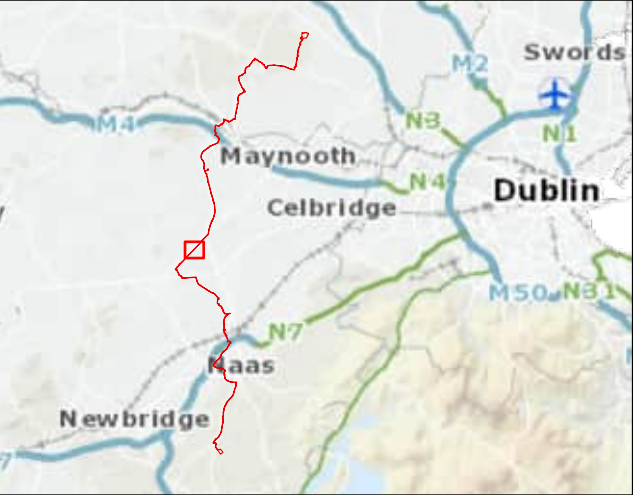 Swords
M2
N3
N1
M4
Maynooth
N4
Dublin
Celbridge
M50
N31
N7
Naas
Newbridge